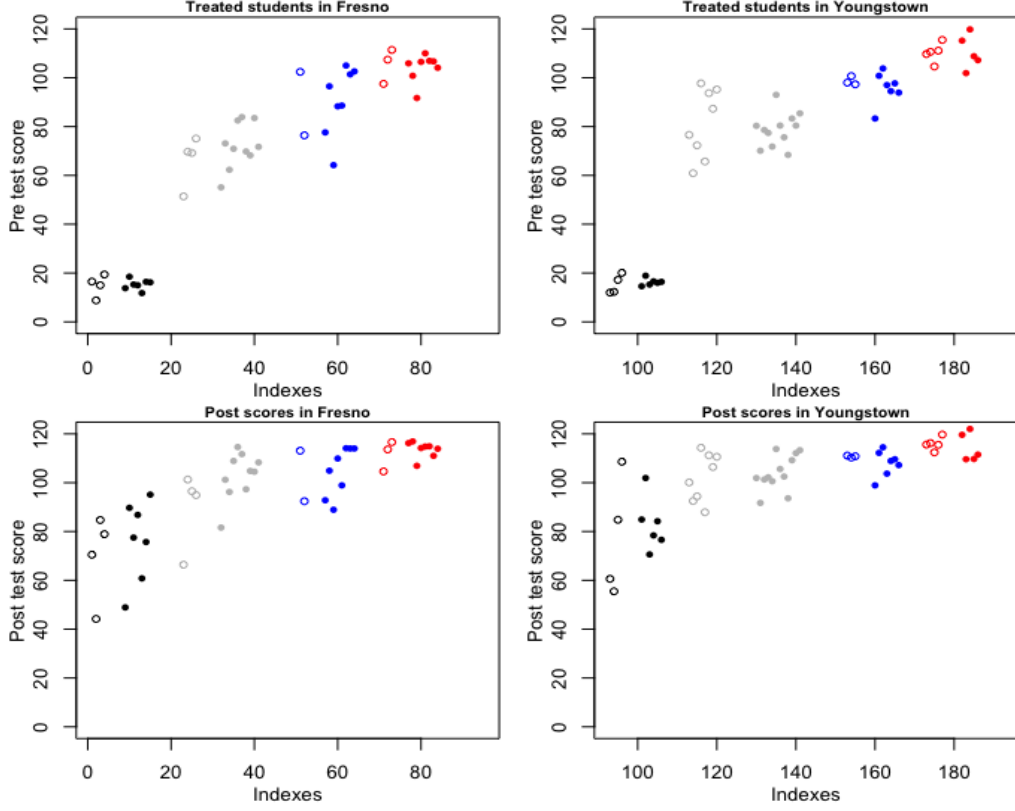 Treated students in Fresno
Pre test score
120
100
80
60
40
20
0
0 20 40 60 80
Indexes
Treated students in Youngstown
Pre test score
120
100
80
60
40
20
0
100 120 140 160 180
Indexes
Post scores in Fresno
Post test score
120
100
80
60
40
20
0
0 20 40 60 80
Indexes
Post scores in Youngstown
Post test score
120
100
80
60
40
20
0
100 120 140 160 180
Indexes